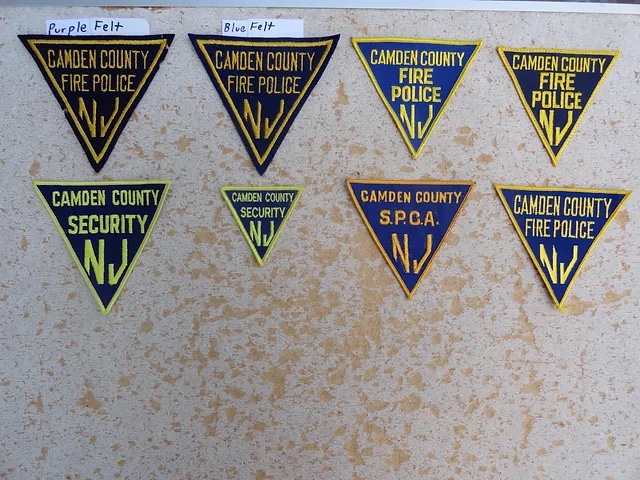 Purple Felt
Blue Felt
CAMDEN COUNTY
FIRE POLICE
NJ
CAMDEN COUNTY
FIRE POLICE
NJ
CAMDEN COUNTY
FIRE
POLICE
NJ
CAMDEN COUNTY
FIRE
POLICE
NJ
CAMDEN COUNTY
SECURITY
NJ
CAMDEN COUNTY
SECURITY
NJ
CAMDEN COUNTY
S.P.C.A.
NJ
CAMDEN COUNTY
FIRE POLICE
NJ